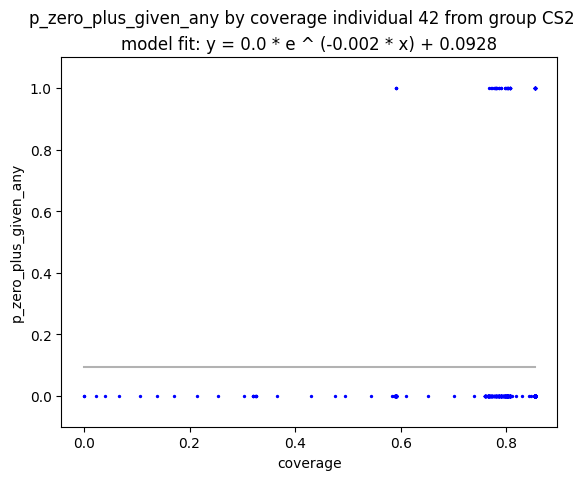 p_zero_plus_given_any by coverage individual 42 from group CS2
model fit: y = 0.0 * e ^ (-0.002 * x) + 0.0928
1.0
0.8
0.6
0.4
0.2
0.0
p_zero_plus_given_any
0.0 0.2 0.4 0.6 0.8
coverage